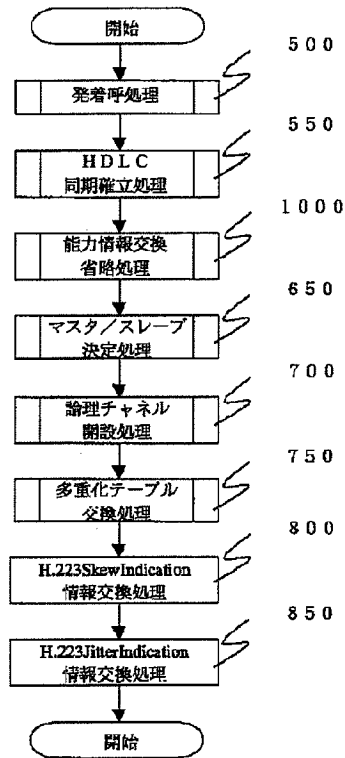 開始
500
発着呼処理
550
HDLC
同期確立処理
1000
能力情報交換
省略処理
650
マスタ/スレーブ
決定処理
700
論理チャネル
開設処理
750
多重化テーブル
交換処理
800
H.223SkewIndication
情報交換処理
850
H.223JitterIndication
情報交換処理
開始